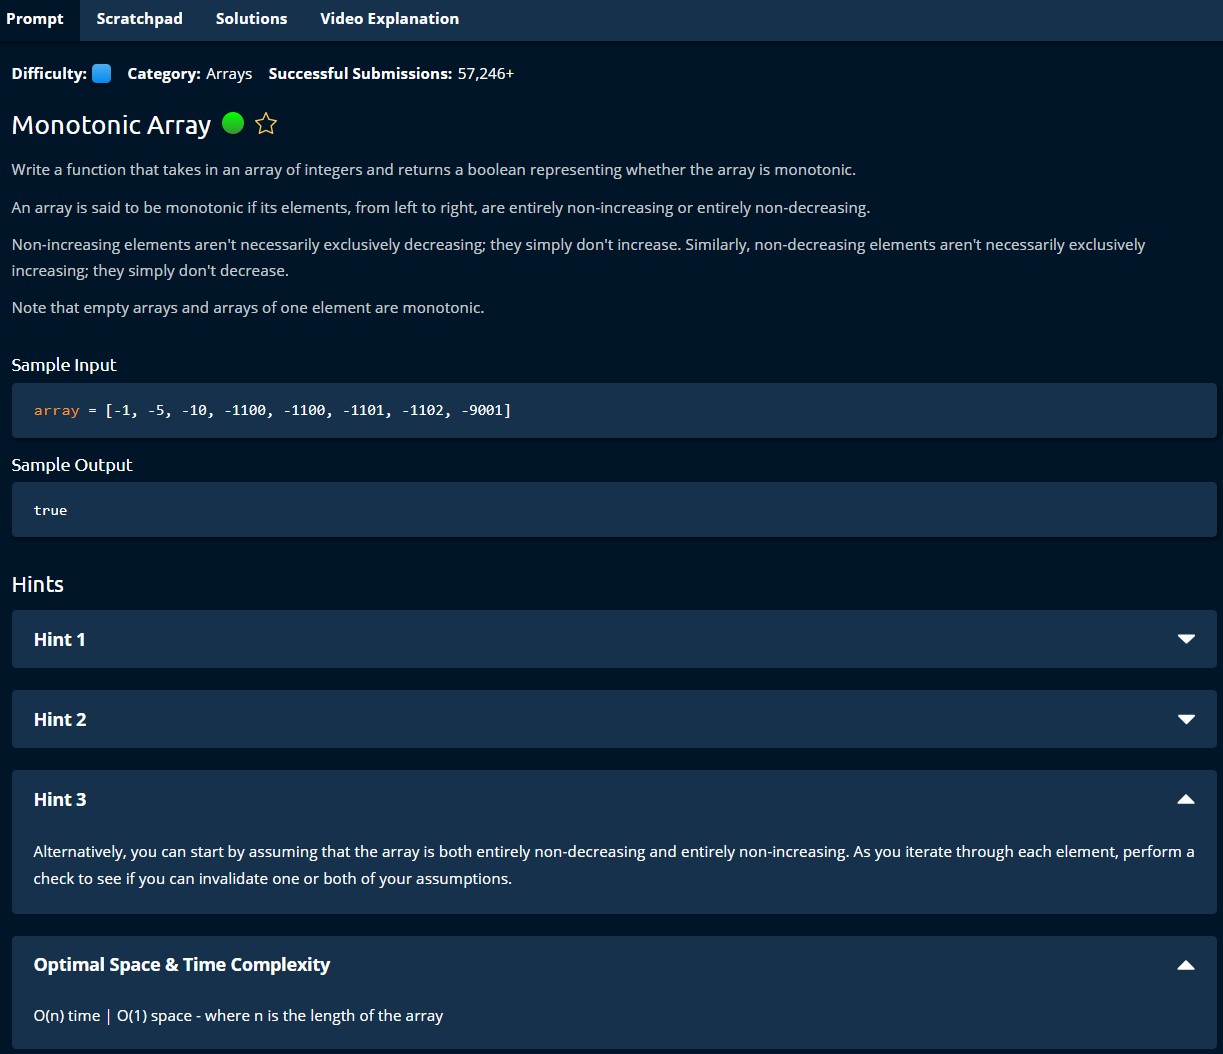 Prompt Scratchpad Solutions Video Explanation
Difficulty: Category: Arrays Successful Submissions: 57,246+
Monotonic Array
Write a function that takes in an array of integers and returns a boolean representing whether the array is monotonic.
An array is said to be monotonic if its elements, from left to right, are entirely non-increasing or entirely non-decreasing.
Non-increasing elements aren't necessarily exclusively decreasing; they simply don't increase. Similarly, non-decreasing elements aren't necessarily exclusively
increasing; they simply don't decrease.
Note that empty arrays and arrays of one element are monotonic.
Sample Input
array = [-1, -5, -10, -1100, -1100, -1101, -1102, -9001]
Sample Output
true
Hints
Hint 1
Hint 2
Hint 3
Alternatively, you can start by assuming that the array is both entirely non-decreasing and entirely non-increasing. As you iterate through each element, perform a
check to see if you can invalidate one or both of your assumptions.
Optimal Space & Time Complexity
O(n) time | O(1) space - where n is the length of the array